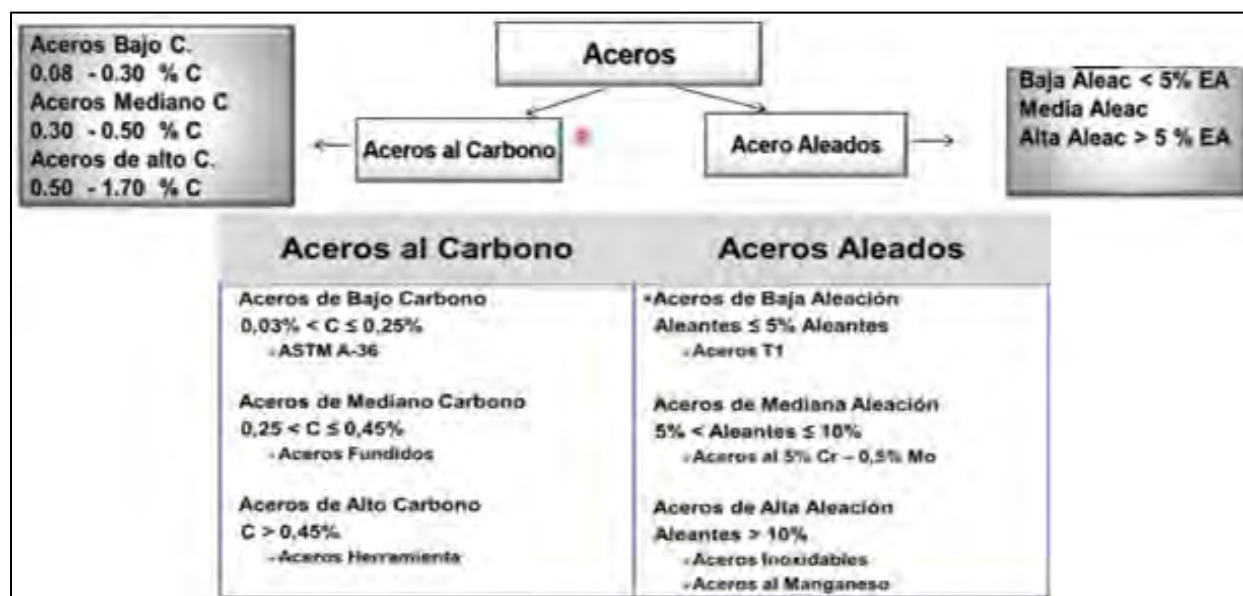 Aceros
Aceros Bajo C.
0.08 - 0.30 % C
Aceros Mediano C
0.30 - 0.50 % C
Aceros de alto C.
0.50 - 1.70 % C
Aceros al Carbono
Acero Aleados
Baja Aleac < 5% EA
Media Aleac
Alta Aleac > 5 % EA
Aceros al Carbono
Aceros de Bajo Carbono
0,03% < C ≤ 0,25%
ASTM A-36
Aceros de Mediano Carbono
0,25 < C ≤ 0,45%
Aceros Fundidos
Aceros de Alto Carbono
C > 0,45%
Aceros Herramienta
Aceros Aleados
▪Aceros de Baja Aleación
Aleantes ≤ 5% Aleantes
Aceros T1
Aceros de Mediana Aleación
5% < Aleantes ≤ 10%
Aceros al 5% Cr – 0,5% Mo
Aceros de Alta Aleación
Aleantes > 10%
Aceros Inoxidables
Aceros al Manganeso